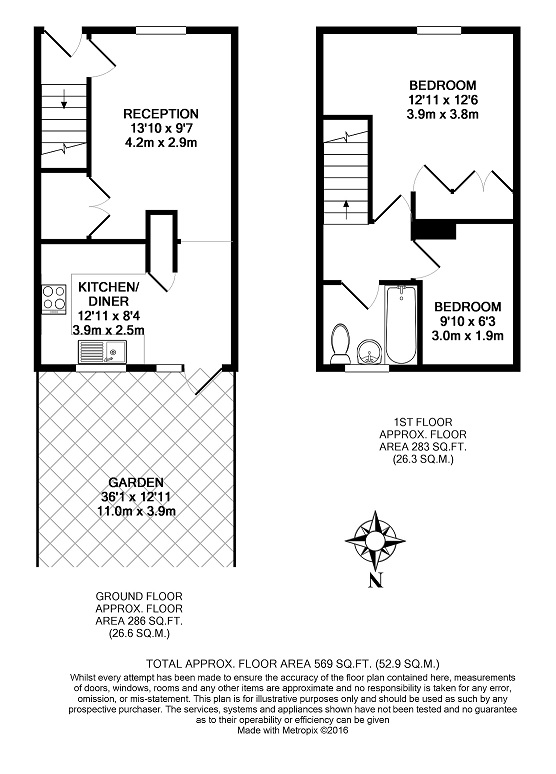 RECEPTION
13'10 x 9'7
4.2m x 2.9m
KITCHEN/
DINER
12'11 x 8'4
3.9m x 2.5m
GARDEN
36'1 x 12'11
11.0m x 3.9m
GROUND FLOOR
APPROX. FLOOR
AREA 286 SQ.FT.
(26.6 SQ.M.)
BEDROOM
12'11 x 12'6
3.9m x 3.8m
BEDROOM
9'10 x 6'3
3.0m x 1.9m
1ST FLOOR
APPROX. FLOOR
AREA 283 SQ.FT.
(26.3 SQ.M.)
N
TOTAL APPROX. FLOOR AREA 569 SQ.FT. (52.9 SQ.M.)
Whilst every attempt has been made to ensure the accuracy of the floor plan contained here, measurements
of doors, windows, rooms and any other items are approximate and no responsibility is taken for any error,
omission, or mis-statement. This plan is for illustrative purposes only and should be used as such by any
prospective purchaser. The services, systems and appliances shown have not been tested and no guarantee
as to their operability or efficiency can be given
Made with Metropix ©2016